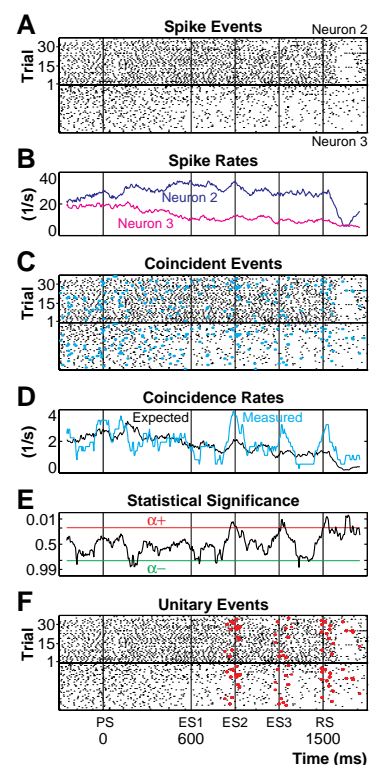 A Spike Events
Neuron 2
Trial
30
15
1
Neuron 3
B Spike Rates
(1/s)
40
20
0
Neuron 2
Neuron 3
C Coincident Events
Trial
30
15
1
D Coincidence Rates
(1/s)
4
2
0
Expected
Measured
E Statistical Significance
0.01
0.5
0.99
α+
α−
F Unitary Events
Trial
30
15
1
PS ES1 ES2 ES3 RS
0 600 1500
Time (ms)